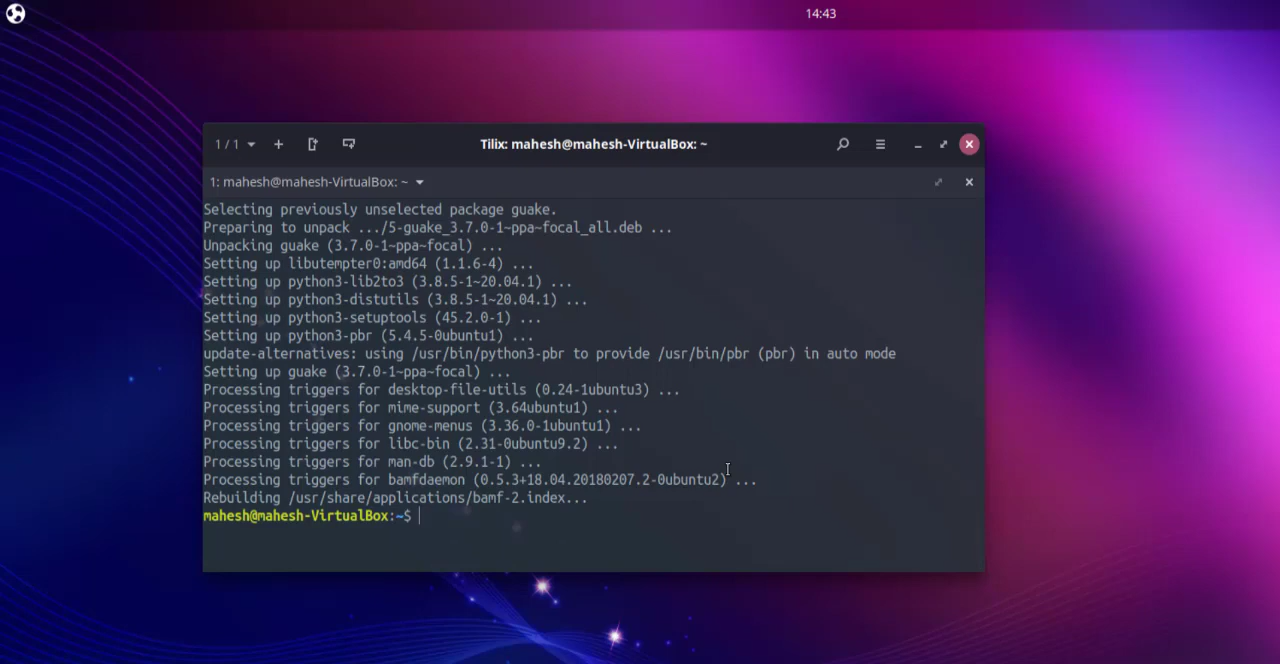 14:43
1 / 1
Tilix: mahesh@mahesh-VirtualBox: ~
1: mahesh@mahesh-VirtualBox: ~
Selecting previously unselected package guake.
Preparing to unpack .../5-guake_3.7.0-1~ppa~focal_all.deb ...
Unpacking guake (3.7.0-1~ppa~focal) ...
Setting up libutempter0:amd64 (1.1.6-4) ...
Setting up python3-lib2to3 (3.8.5-1~20.04.1) ...
Setting up python3-distutils (3.8.5-1~20.04.1) ...
Setting up python3-setuptools (45.2.0-1) ...
Setting up python3-pbr (5.4.5-0ubuntu1) ...
update-alternatives: using /usr/bin/python3-pbr to provide /usr/bin/pbr (pbr) in auto mode
Setting up guake (3.7.0-1~ppa~focal) ...
Processing triggers for desktop-file-utils (0.24-1ubuntu3) ...
Processing triggers for mime-support (3.64ubuntu1) ...
Processing triggers for gnome-menus (3.36.0-1ubuntu1) ...
Processing triggers for libc-bin (2.31-0ubuntu9.2) ...
Processing triggers for man-db (2.9.1-1) ...
Processing triggers for bamfdaemon (0.5.3+18.04.20180207.2-0ubuntu2) ...
Rebuilding /usr/share/applications/bamf-2.index...
mahesh@mahesh-VirtualBox:~$